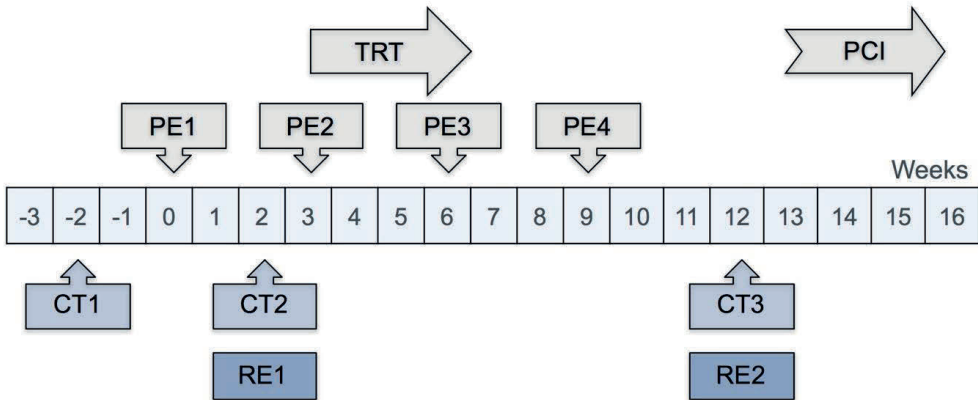 TRT PCI
PE1 PE2 PE3 PE4
Weeks
-3 -2 -1 0 1 2 3 4 5 6 7 8 9 10 11 12 13 14 15 16
CT1 CT2 CT3
RE1 RE2